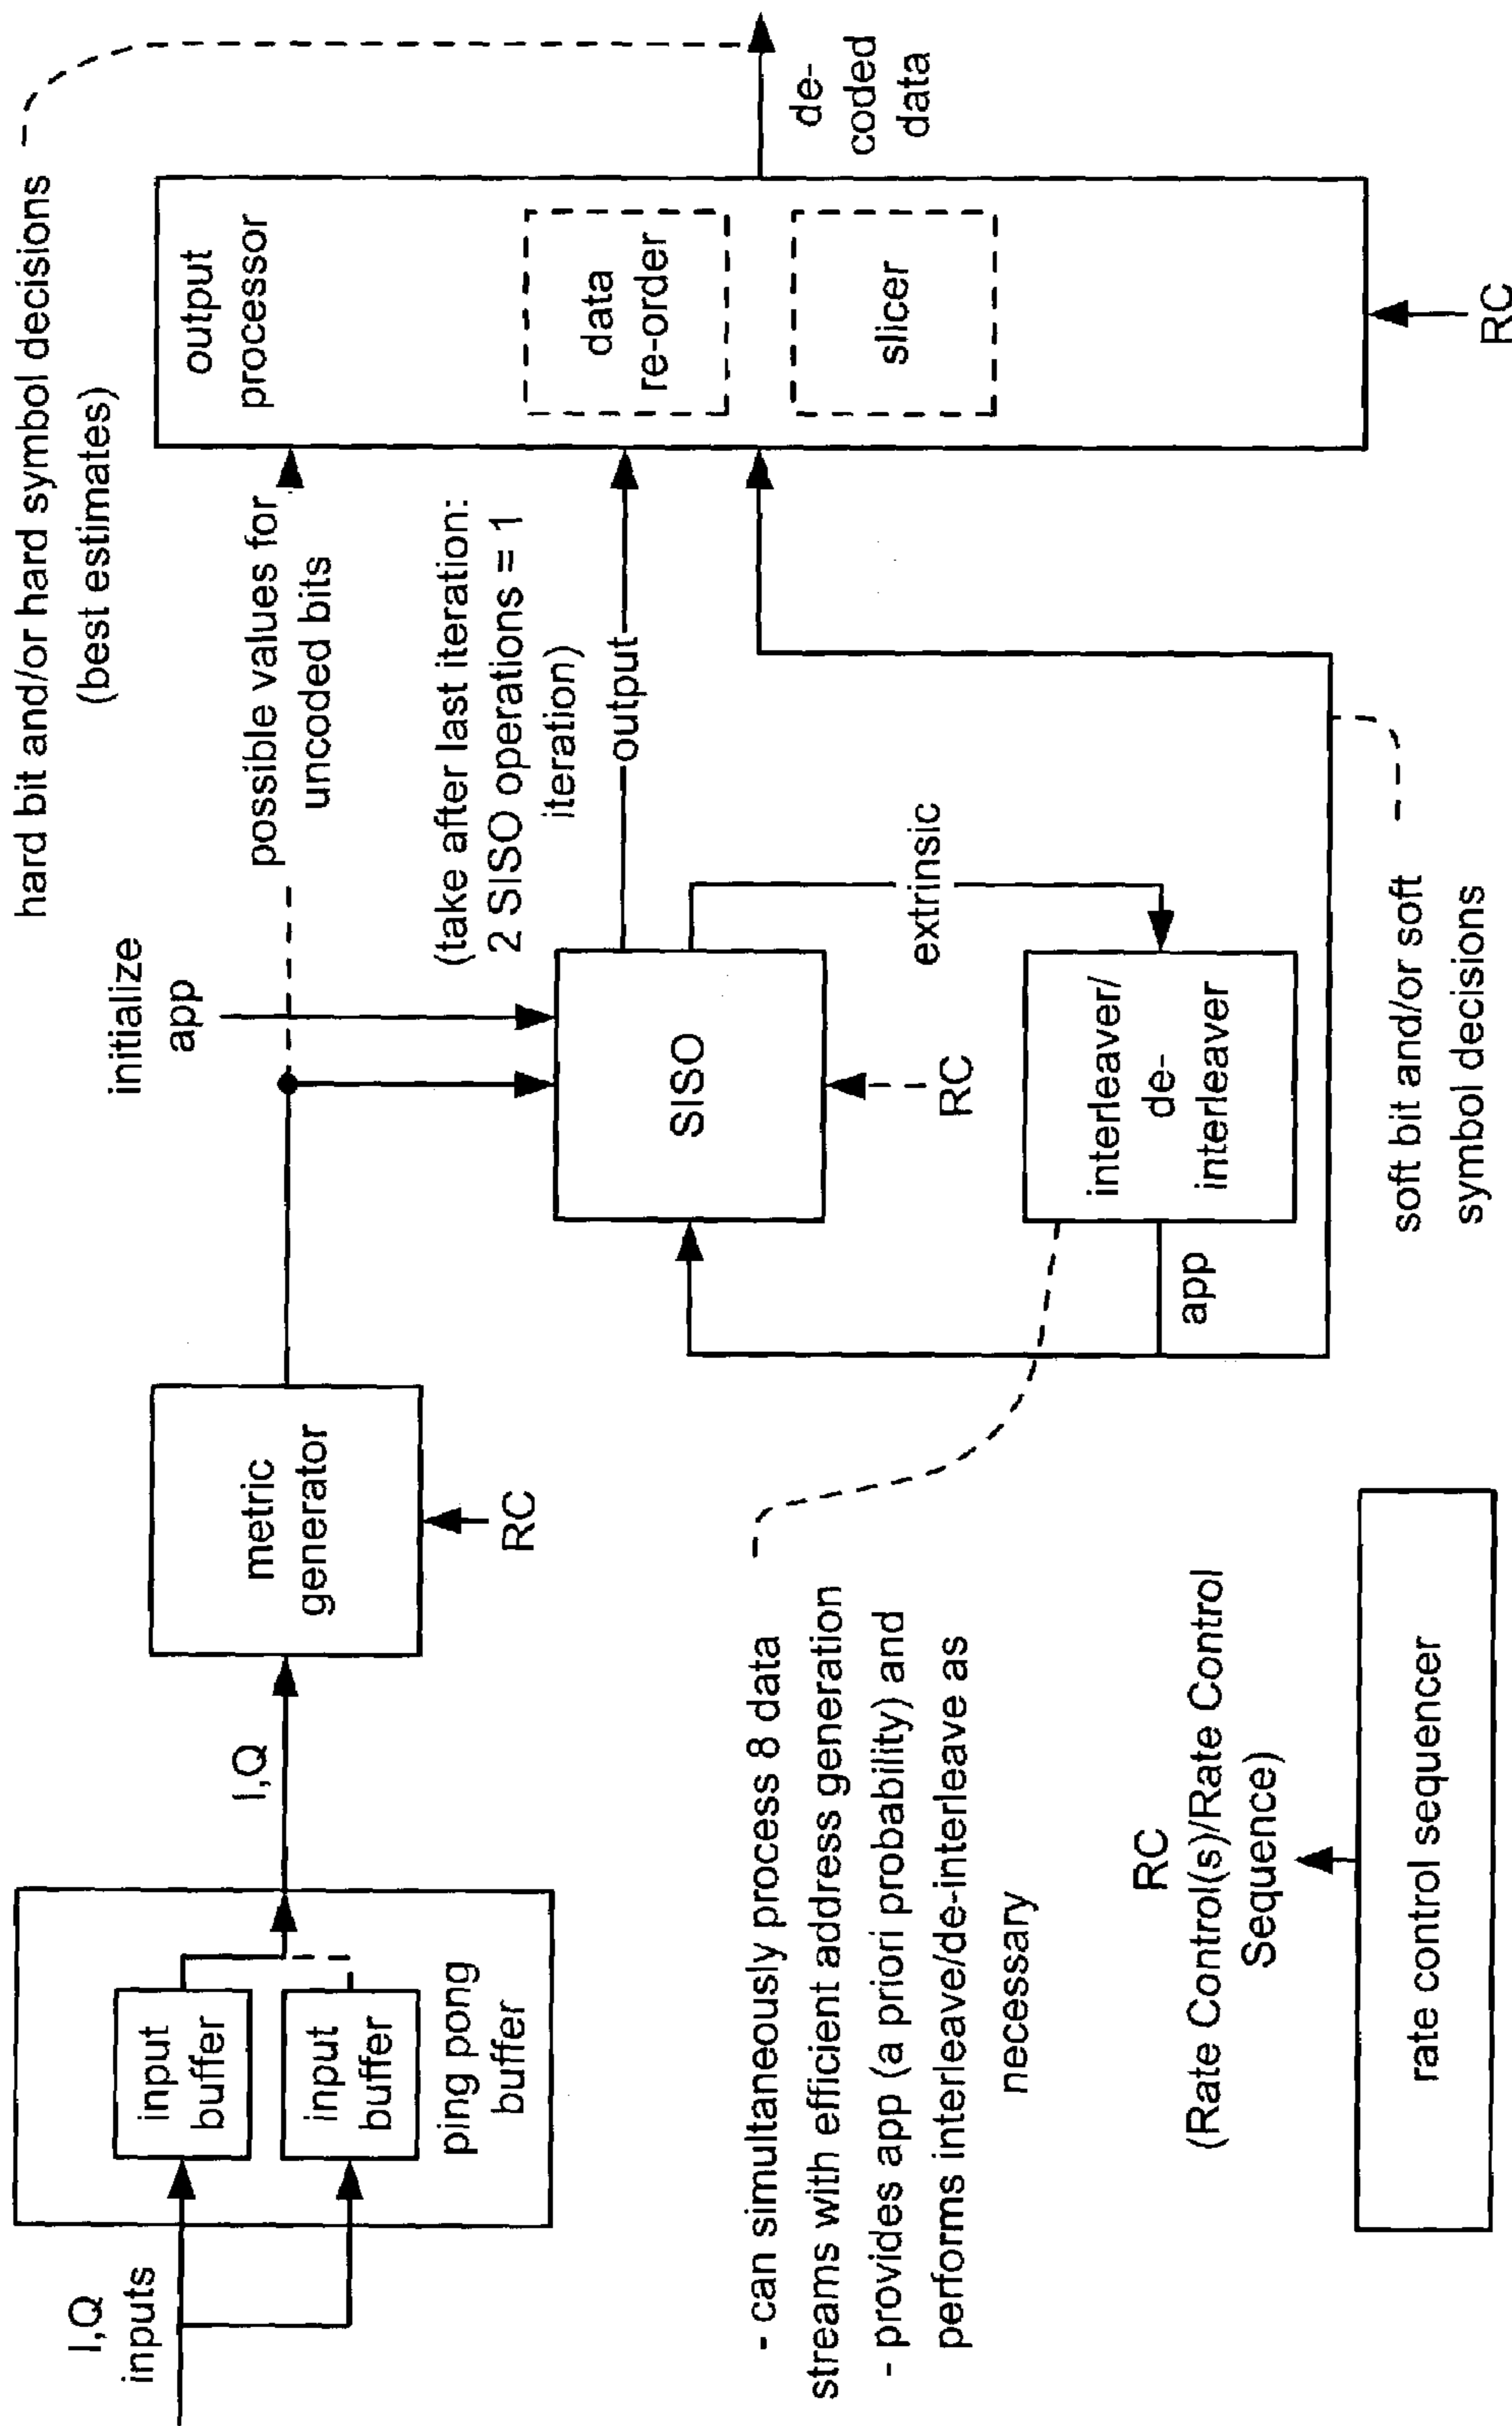 hard bit and/or hard symbol decisions
(best estimates)
I,Q
inputs
input
buffer
input
buffer
ping pong
buffer
I,Q
metric
generator
RC
initialize
app
possible values for
uncoded bits
(take after last iteration:
2 SISO operations = 1
iteration)
output
SISO
RC
extrinsic
interleaver/
de-
interleaver
app
output
processor
data
re-order
slicer
RC
de-
coded
data
soft bit and/or soft
symbol decisions
- can simultaneously process 8 data
streams with efficient address generation
- provides app (a priori probability) and
performs interleave/de-interleave as
necessary
RC
(Rate Control(s)/Rate Control
Sequence)
rate control sequencer